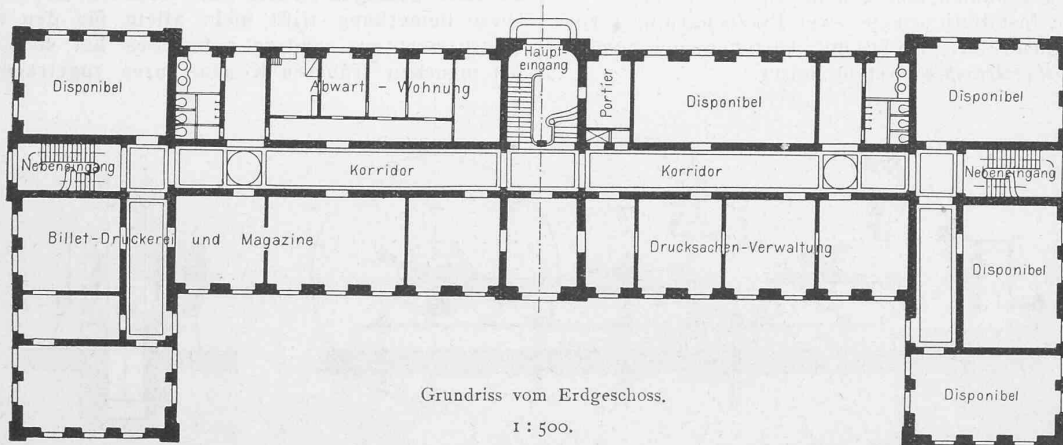 Haupt-
eingang
Disponibel
Abwart - Wohnung
Portier
Disponibel
Disponibel
Nebeneingang
Korridor
Korridor
Nebeneingang
Billet-Druckerei und Magazine
Drucksachen-Verwaltung
Disponibel
Disponibel
Grundriss vom Erdgeschoss.
1 : 500.